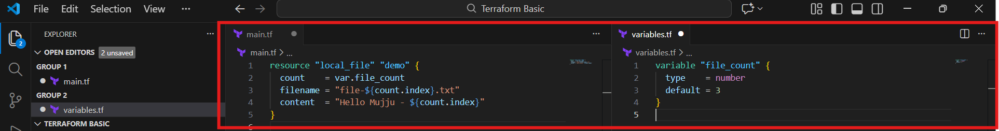 File Edit Selection View ··· Terraform Basic
EXPLORER ···
2
OPEN EDITORS 2 unsaved
GROUP 1
main.tf
GROUP 2
variables.tf
TERRAFORM BASIC
main.tf ···
main.tf > ...
1 resource "local_file" "demo" {
2   count    = var.file_count
3   filename = "file-${count.index}.txt"
4   content  = "Hello Mujju - ${count.index}"
5 }
6
variables.tf ···
variables.tf > ...
1 variable "file_count" {
2   type    = number
3   default = 3
4 }
5